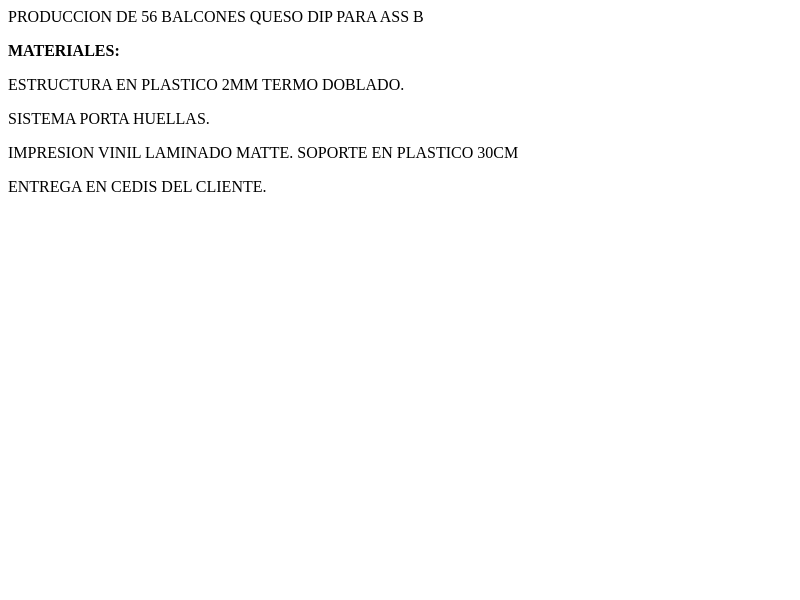 PRODUCCION DE 56 BALCONES QUESO DIP PARA ASS B
MATERIALES:
ESTRUCTURA EN PLASTICO 2MM TERMO DOBLADO.
SISTEMA PORTA HUELLAS.
IMPRESION VINIL LAMINADO MATTE. SOPORTE EN PLASTICO 30CM
ENTREGA EN CEDIS DEL CLIENTE.